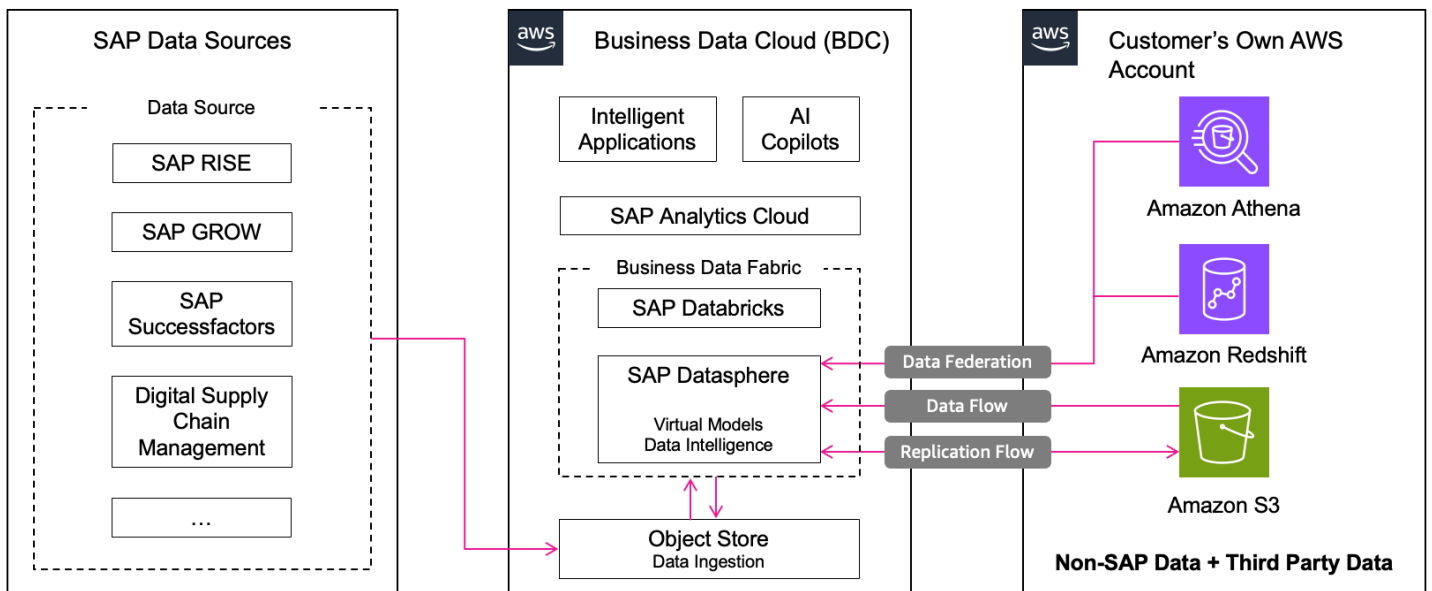 SAP Data Sources
Data Source
SAP RISE
SAP GROW
SAP
Successfactors
Digital Supply
Chain
Management
...
aws
Business Data Cloud (BDC)
Intelligent
Applications
AI
Copilots
SAP Analytics Cloud
Business Data Fabric
SAP Databricks
SAP Datasphere
Virtual Models
Data Intelligence
Object Store
Data Ingestion
Data Federation
Data Flow
Replication Flow
aws
Customer’s Own AWS
Account
Amazon Athena
Amazon Redshift
Amazon S3
Non-SAP Data + Third Party Data